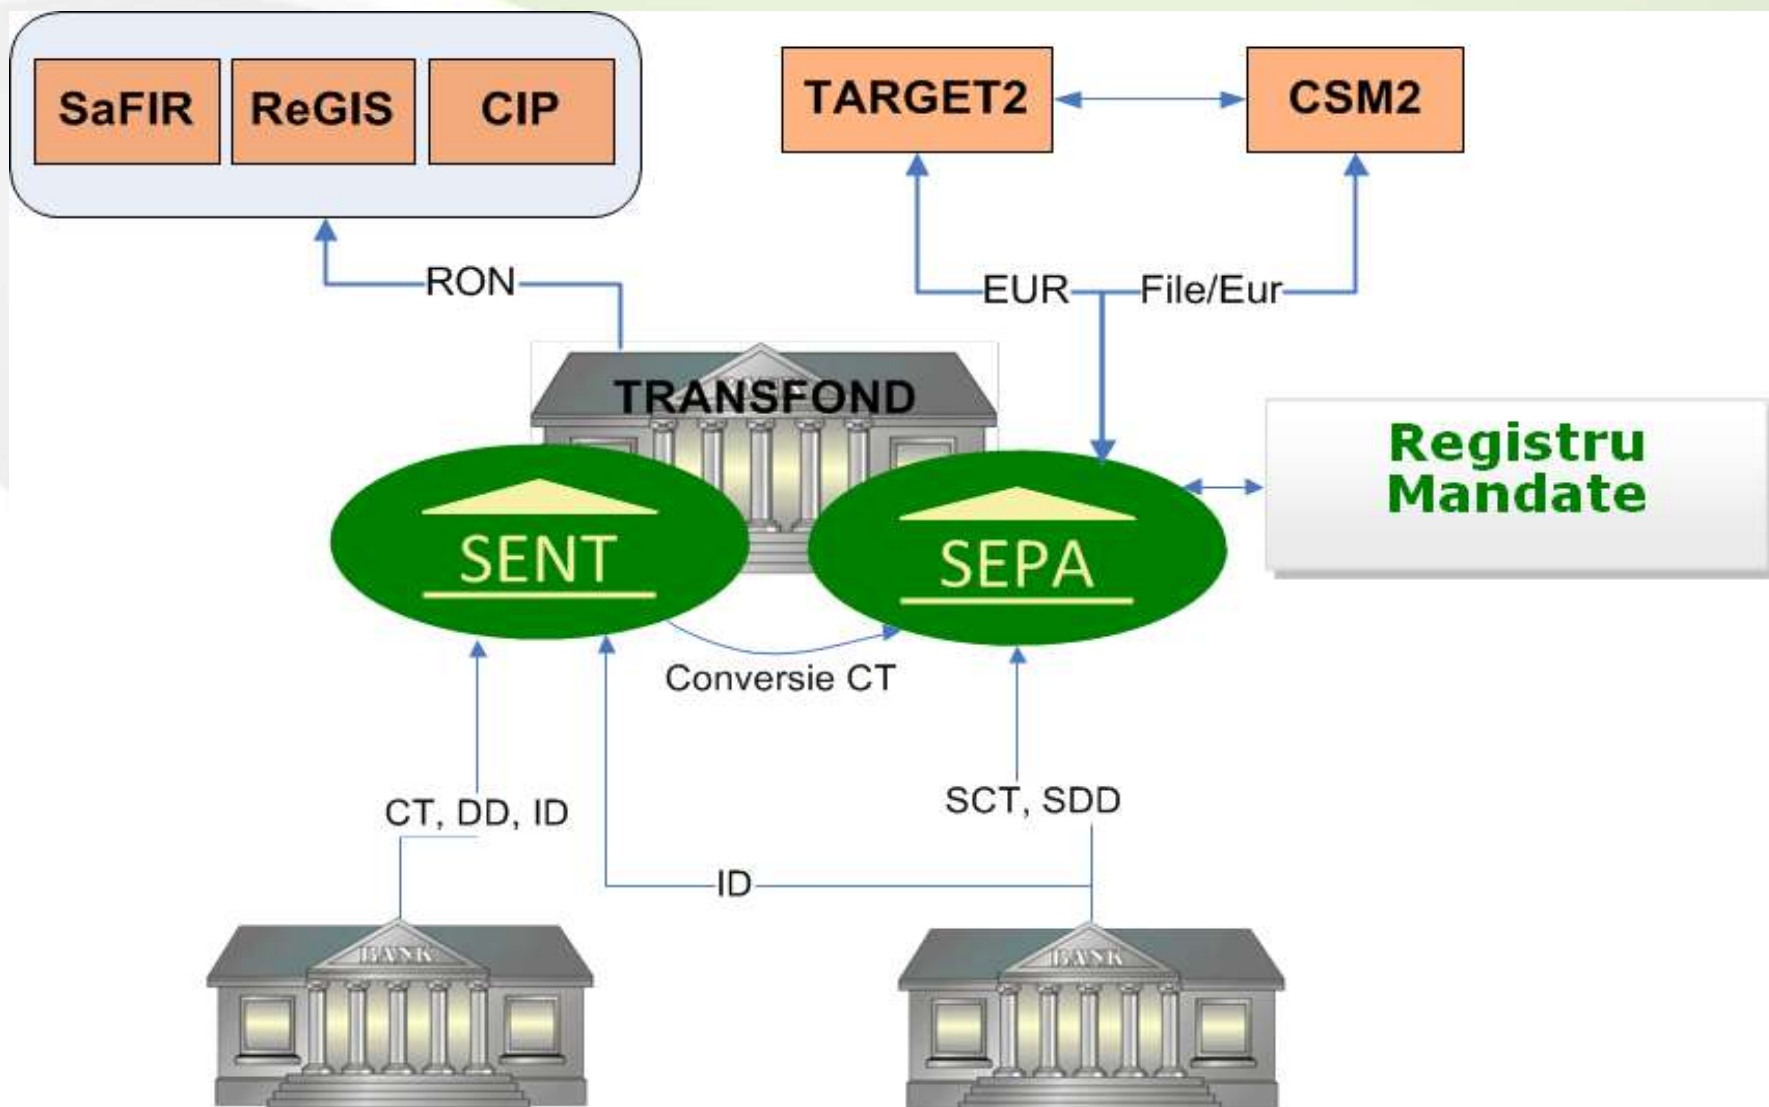 SaFIR ReGIS CIP
TARGET2 CSM2
RON
EUR File/Eur
TRANSFOND
Registru
Mandate
SENT
SEPA
Conversie CT
CT, DD, ID
SCT, SDD
ID
BANK
BANK